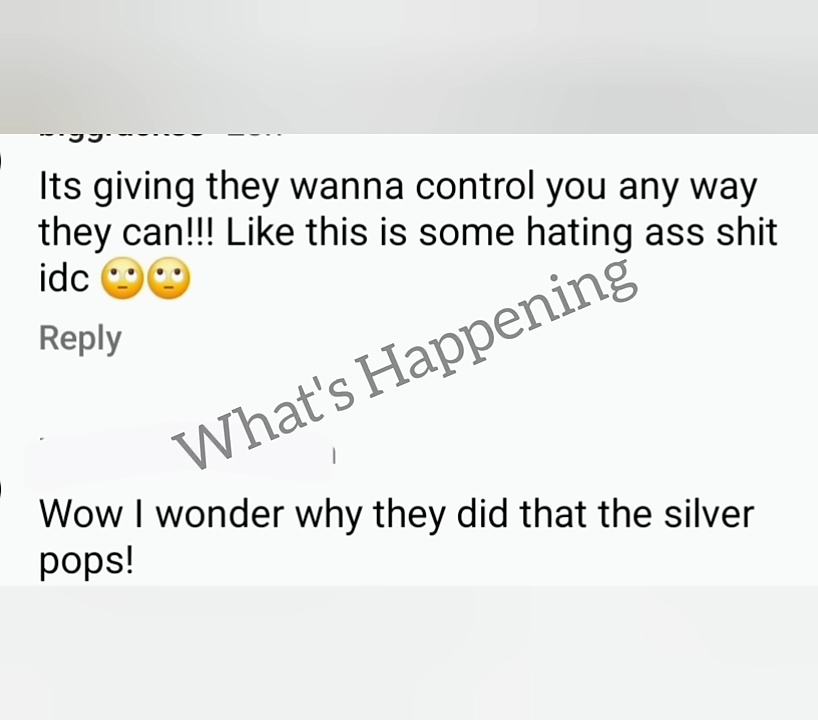 Its giving they wanna control you any way
they can!!! Like this is some hating ass shit
idc 🙄🙄
Reply
What's Happening
Wow I wonder why they did that the silver
pops!